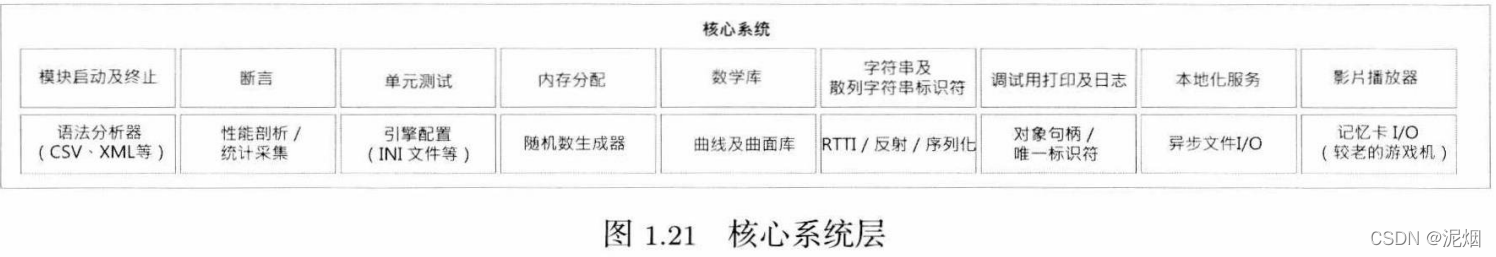 核心系统
模块启动及终止
断言
单元测试
内存分配
数学库
字符串及
散列字符串标识符
调试用打印及日志
本地化服务
影片播放器
语法分析器
(CSV、XML等)
性能剖析 /
统计采集
引擎配置
(INI 文件等)
随机数生成器
曲线及曲面库
RTTI / 反射 / 序列化
对象句柄 /
唯一标识符
异步文件I/O
记忆卡 I/O
(较老的游戏机)
图 1.21 核心系统层
CSDN @泥烟